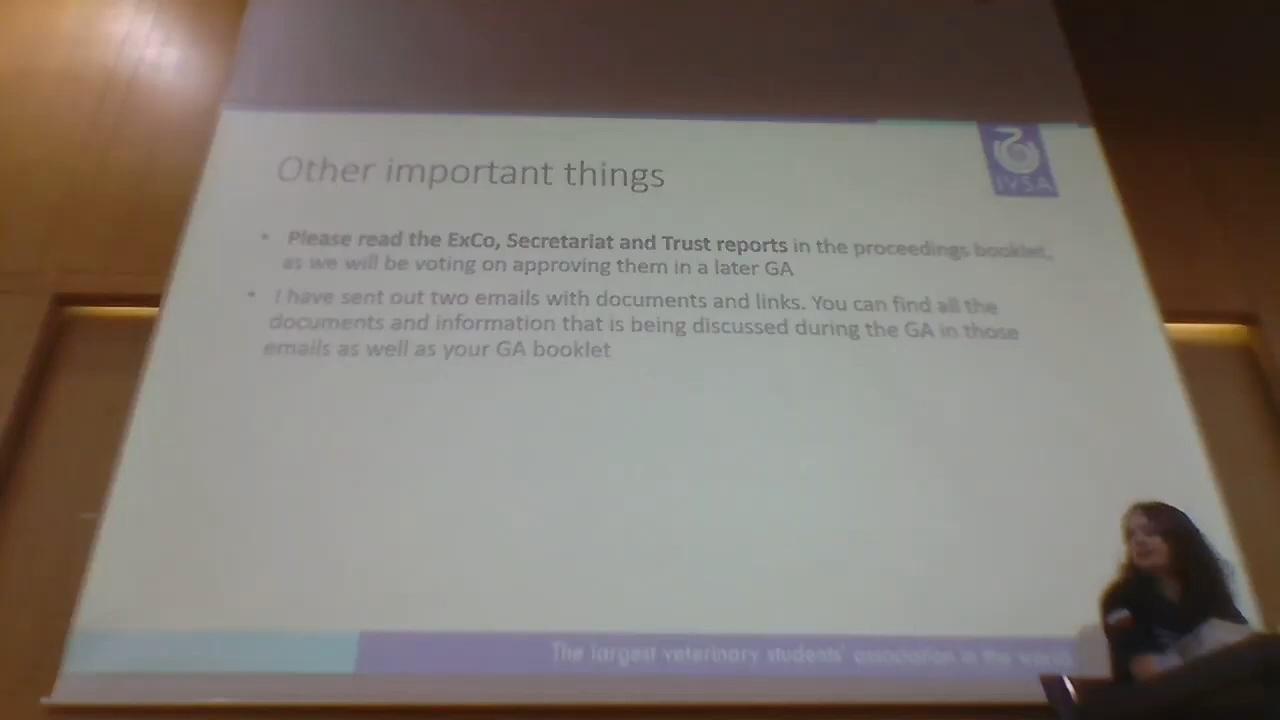 Other important things
IVSA
• Please read the ExCo, Secretariat and Trust reports in the proceedings booklet,
as we will be voting on approving them in a later GA
• I have sent out two emails with documents and links. You can find all the
documents and information that is being discussed during the GA in those
emails as well as your GA booklet
The largest veterinary students' association in the world